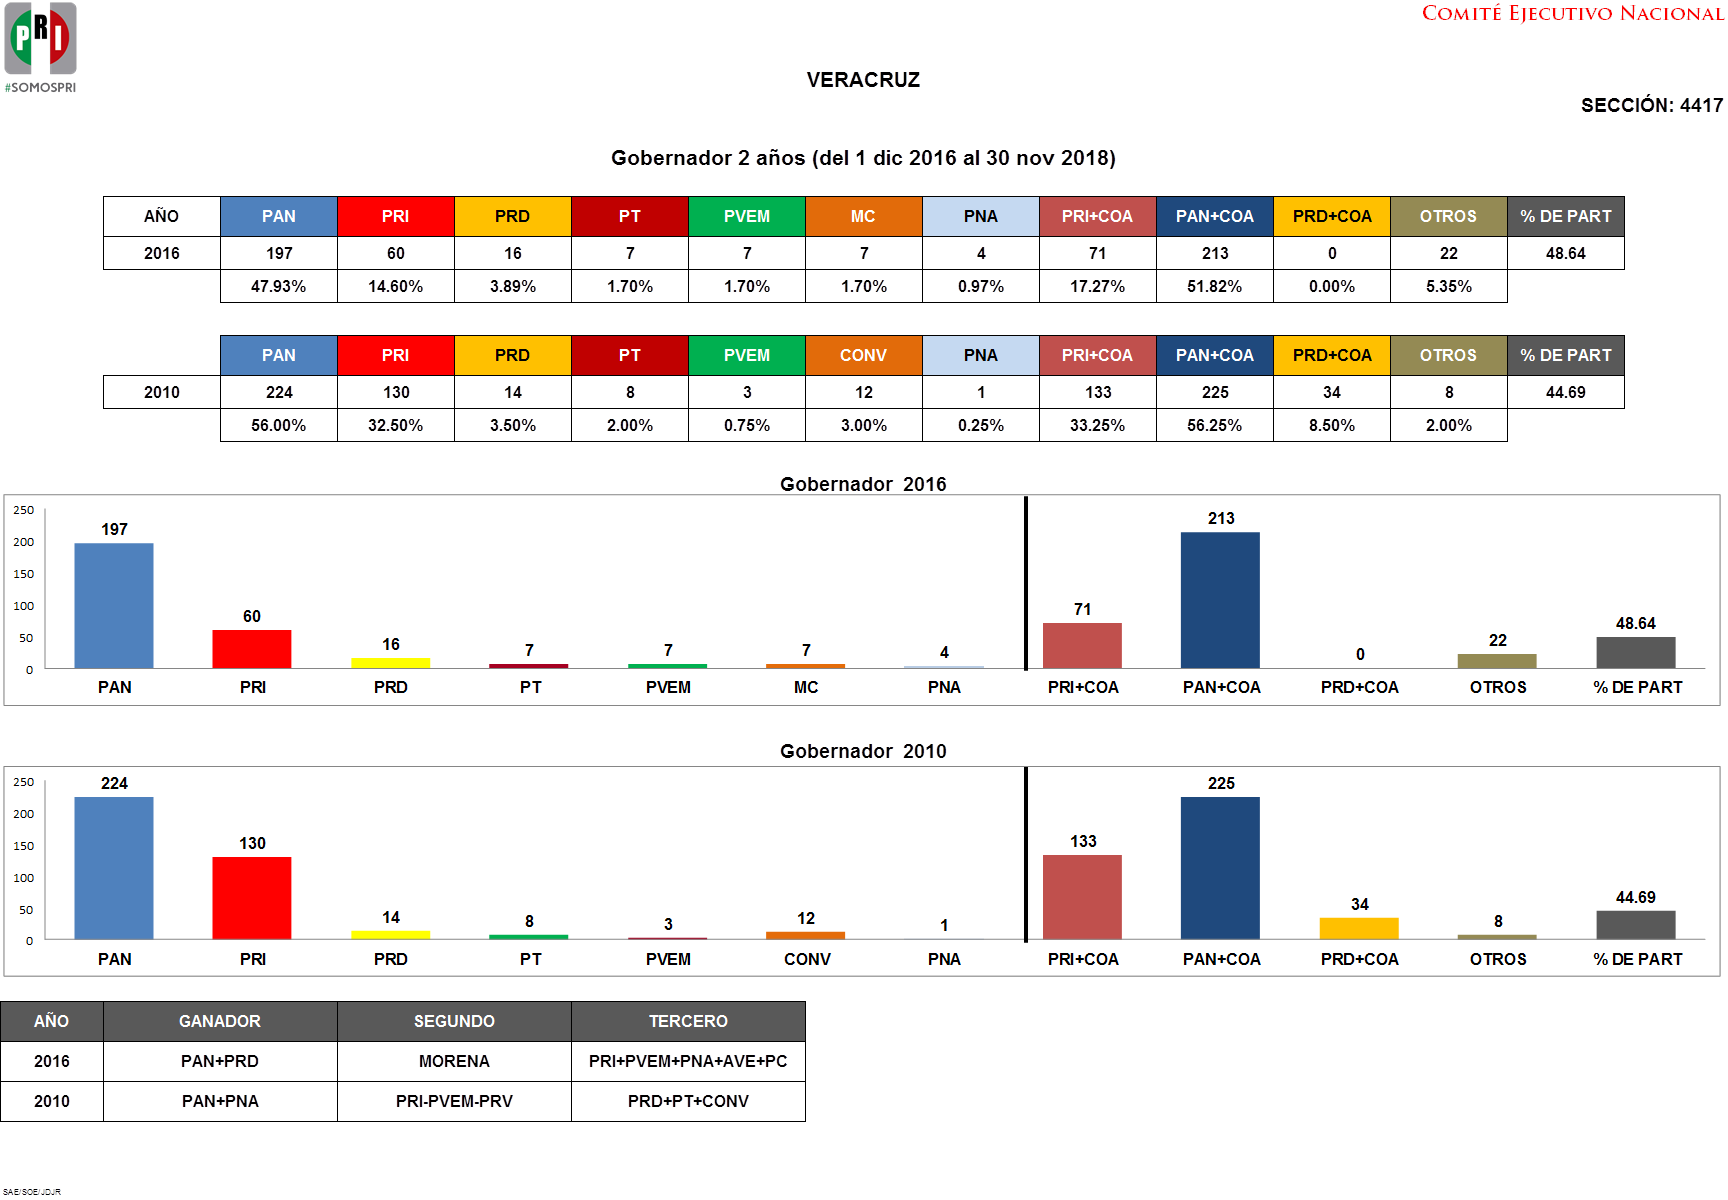 PRI
#SOMOSPRI
COMITÉ EJECUTIVO NACIONAL
VERACRUZ
SECCIÓN: 4417
Gobernador 2 años (del 1 dic 2016 al 30 nov 2018)
AÑO PAN PRI PRD PT PVEM MC PNA PRI+COA PAN+COA PRD+COA OTROS % DE PART
2016 197 60 16 7 7 7 4 71 213 0 22 48.64
47.93% 14.60% 3.89% 1.70% 1.70% 1.70% 0.97% 17.27% 51.82% 0.00% 5.35%
PAN PRI PRD PT PVEM CONV PNA PRI+COA PAN+COA PRD+COA OTROS % DE PART
2010 224 130 14 8 3 12 1 133 225 34 8 44.69
56.00% 32.50% 3.50% 2.00% 0.75% 3.00% 0.25% 33.25% 56.25% 8.50% 2.00%
Gobernador 2016
250
200
150
100
50
0
197 60 16 7 7 7 4 71 213 0 22 48.64
PAN PRI PRD PT PVEM MC PNA PRI+COA PAN+COA PRD+COA OTROS % DE PART
Gobernador 2010
250
200
150
100
50
0
224 130 14 8 3 12 1 133 225 34 8 44.69
PAN PRI PRD PT PVEM CONV PNA PRI+COA PAN+COA PRD+COA OTROS % DE PART
AÑO GANADOR SEGUNDO TERCERO
2016 PAN+PRD MORENA PRI+PVEM+PNA+AVE+PC
2010 PAN+PNA PRI-PVEM-PRV PRD+PT+CONV
SAE/SOE/JDJR